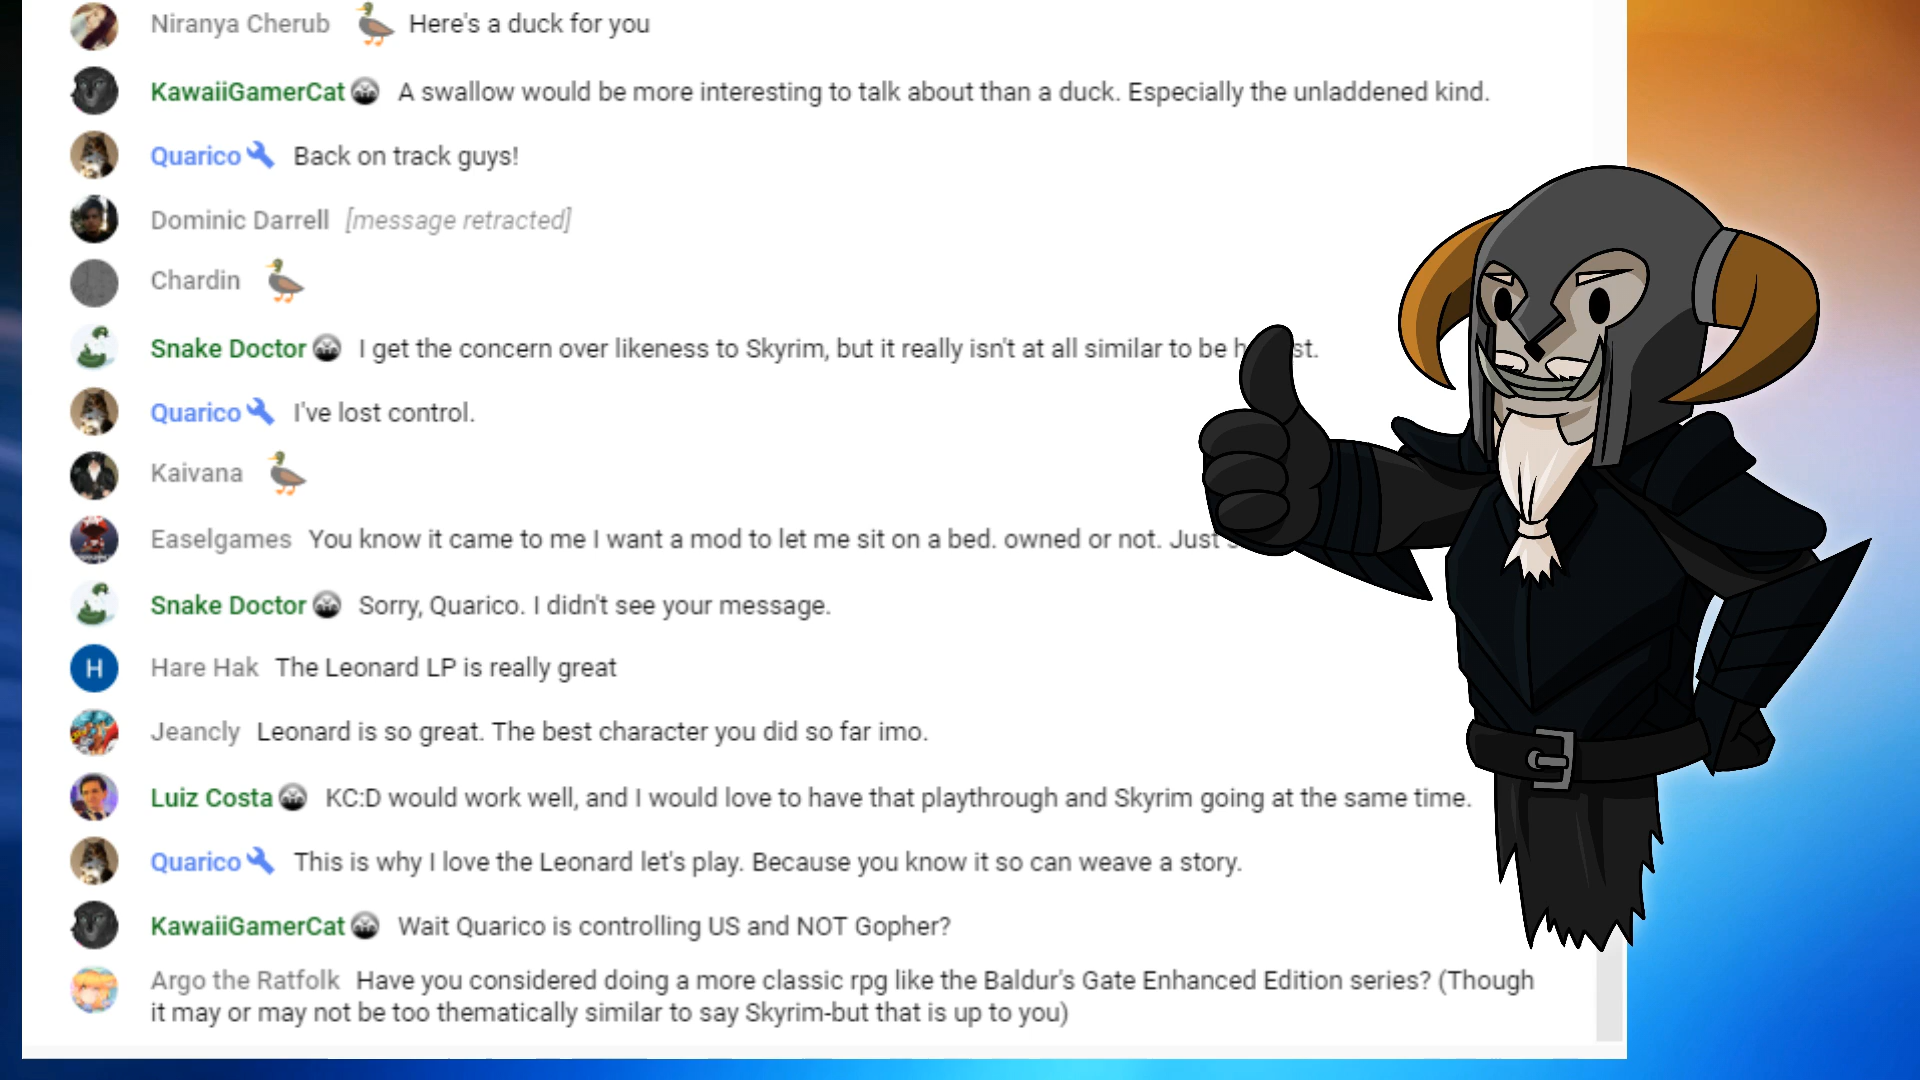 Niranya Cherub 🦆 Here's a duck for you
KawaiiGamerCat A swallow would be more interesting to talk about than a duck. Especially the unladdened kind.
Quarico Back on track guys!
Dominic Darrell [message retracted]
Chardin 🦆
Snake Doctor I get the concern over likeness to Skyrim, but it really isn't at all similar to be st.
Quarico I've lost control.
Kaivana 🦆
Easelgames You know it came to me I want a mod to let me sit on a bed. owned or not. Just
Snake Doctor Sorry, Quarico. I didn't see your message.
H Hare Hak The Leonard LP is really great
Jeancly Leonard is so great. The best character you did so far imo.
Luiz Costa KC:D would work well, and I would love to have that playthrough and Skyrim going at the same time.
Quarico This is why I love the Leonard let's play. Because you know it so can weave a story.
KawaiiGamerCat Wait Quarico is controlling US and NOT Gopher?
Argo the Ratfolk Have you considered doing a more classic rpg like the Baldur's Gate Enhanced Edition series? (Though
it may or may not be too thematically similar to say Skyrim-but that is up to you)